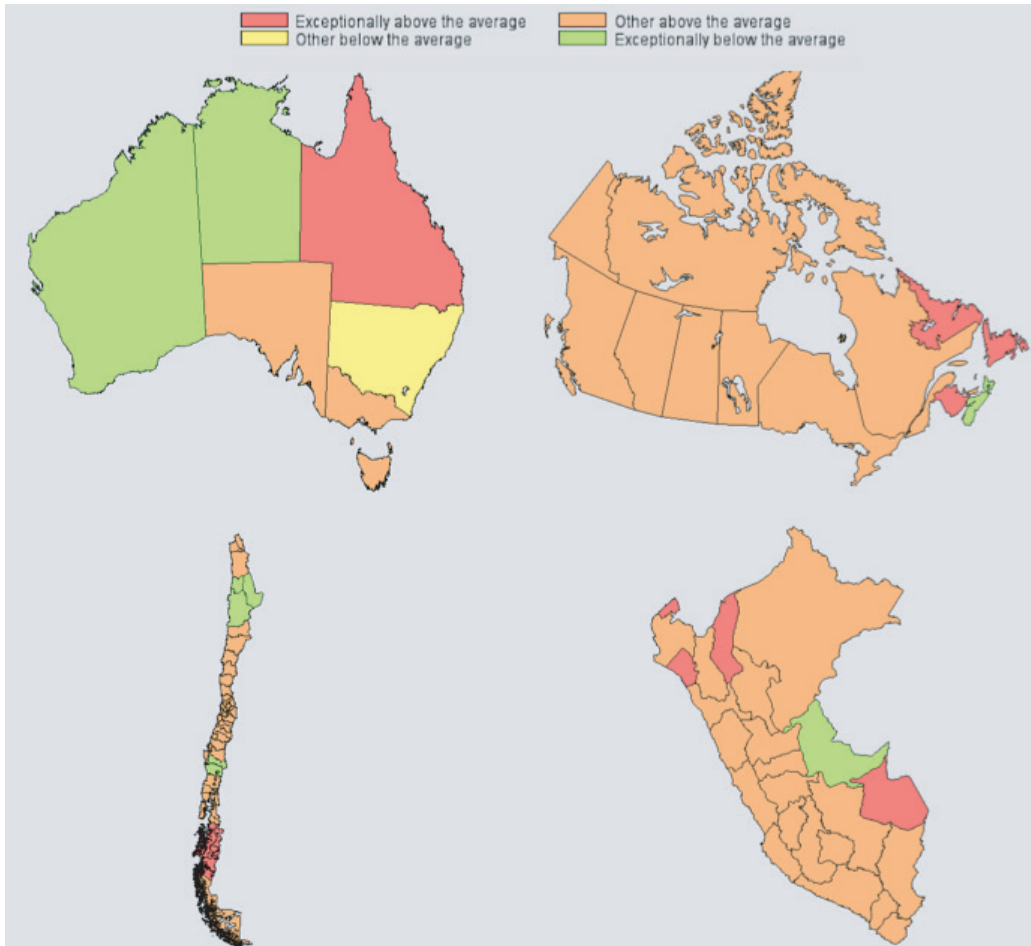 Exceptionally above the average
Other above the average
Other below the average
Exceptionally below the average